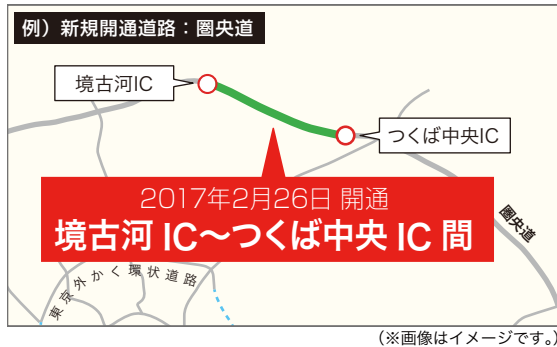 例）新規開通道路：圏央道
境古河IC
つくば中央IC
2017年2月26日 開通
境古河 IC〜つくば中央 IC 間
圏央道
東京外かく環状道路
（※画像はイメージです。）